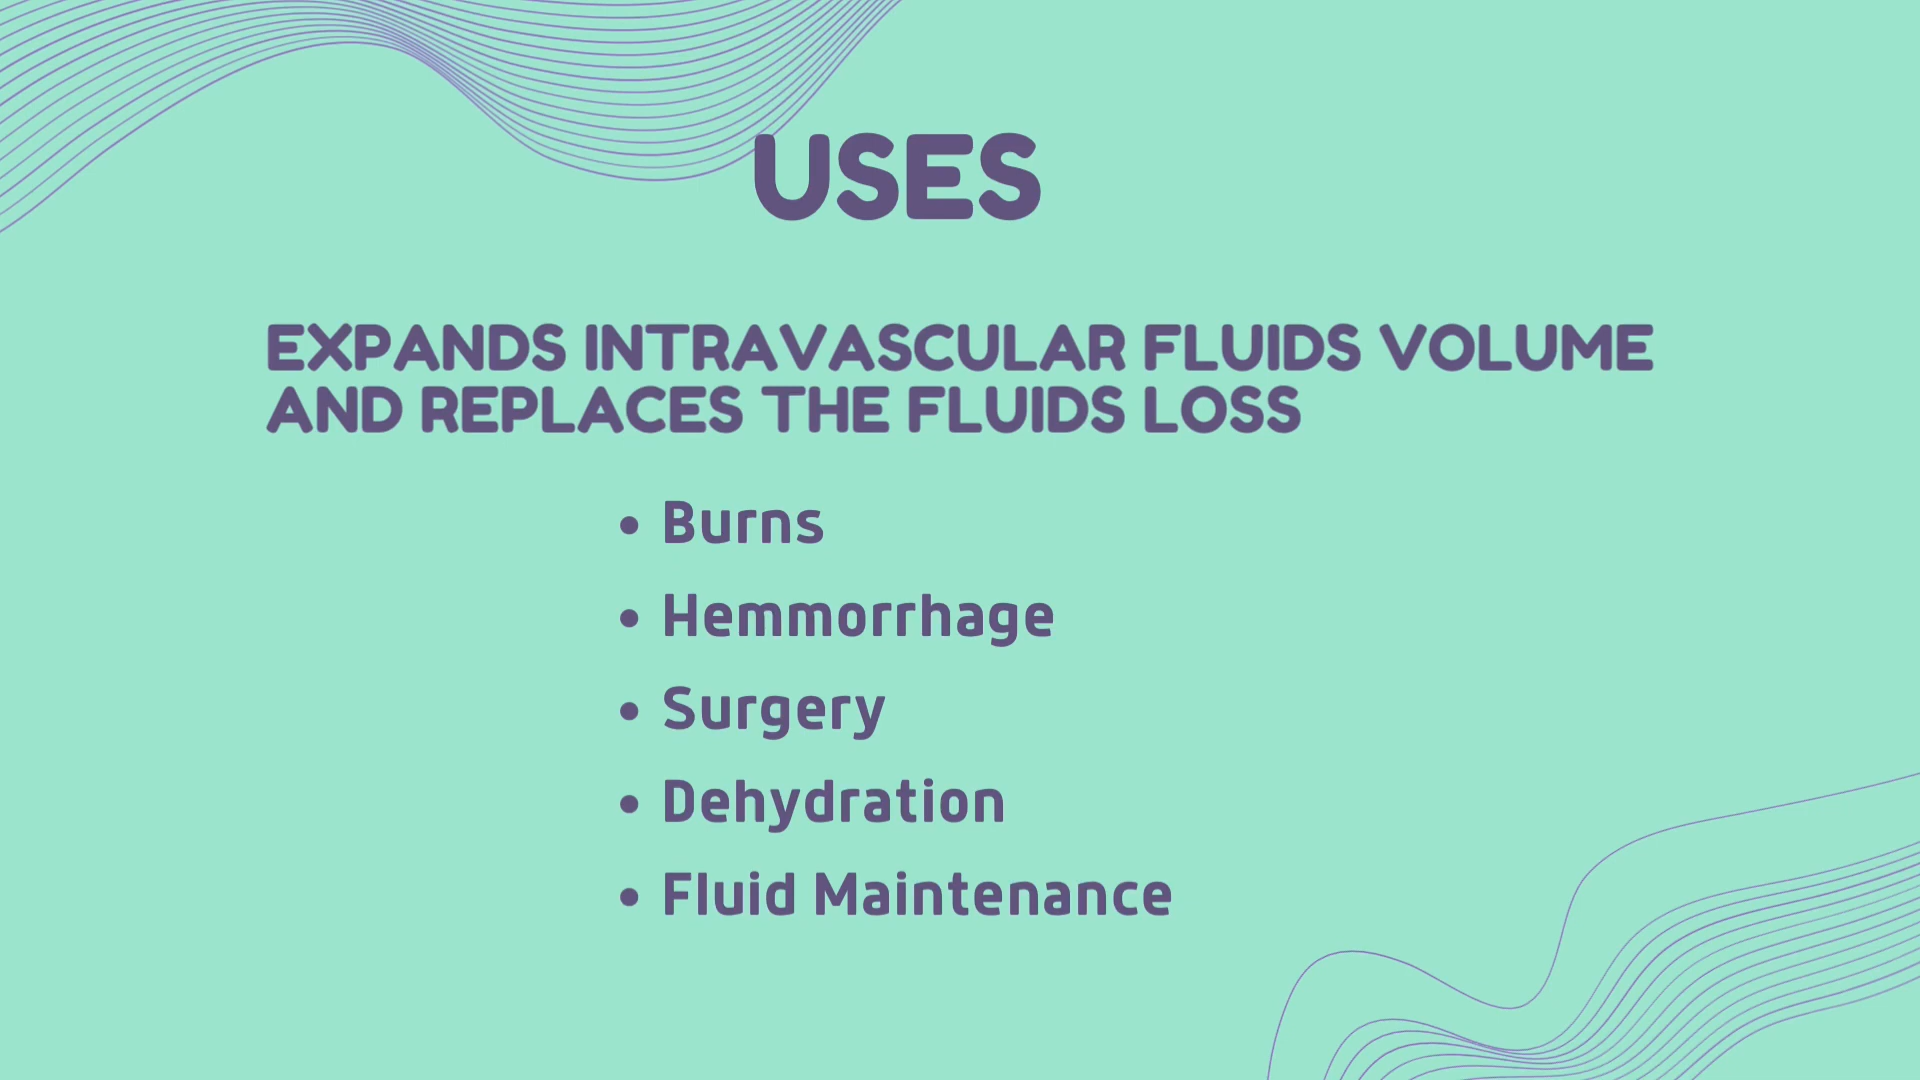 USES
EXPANDS INTRAVASCULAR FLUIDS VOLUME
AND REPLACES THE FLUIDS LOSS
• Burns
• Hemmorrhage
• Surgery
• Dehydration
• Fluid Maintenance